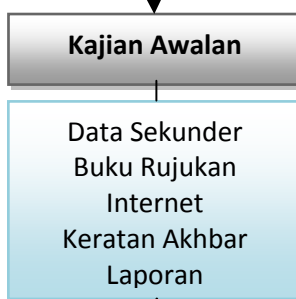 Kajian Awalan
Data Sekunder
Buku Rujukan
Internet
Keratan Akhbar
Laporan